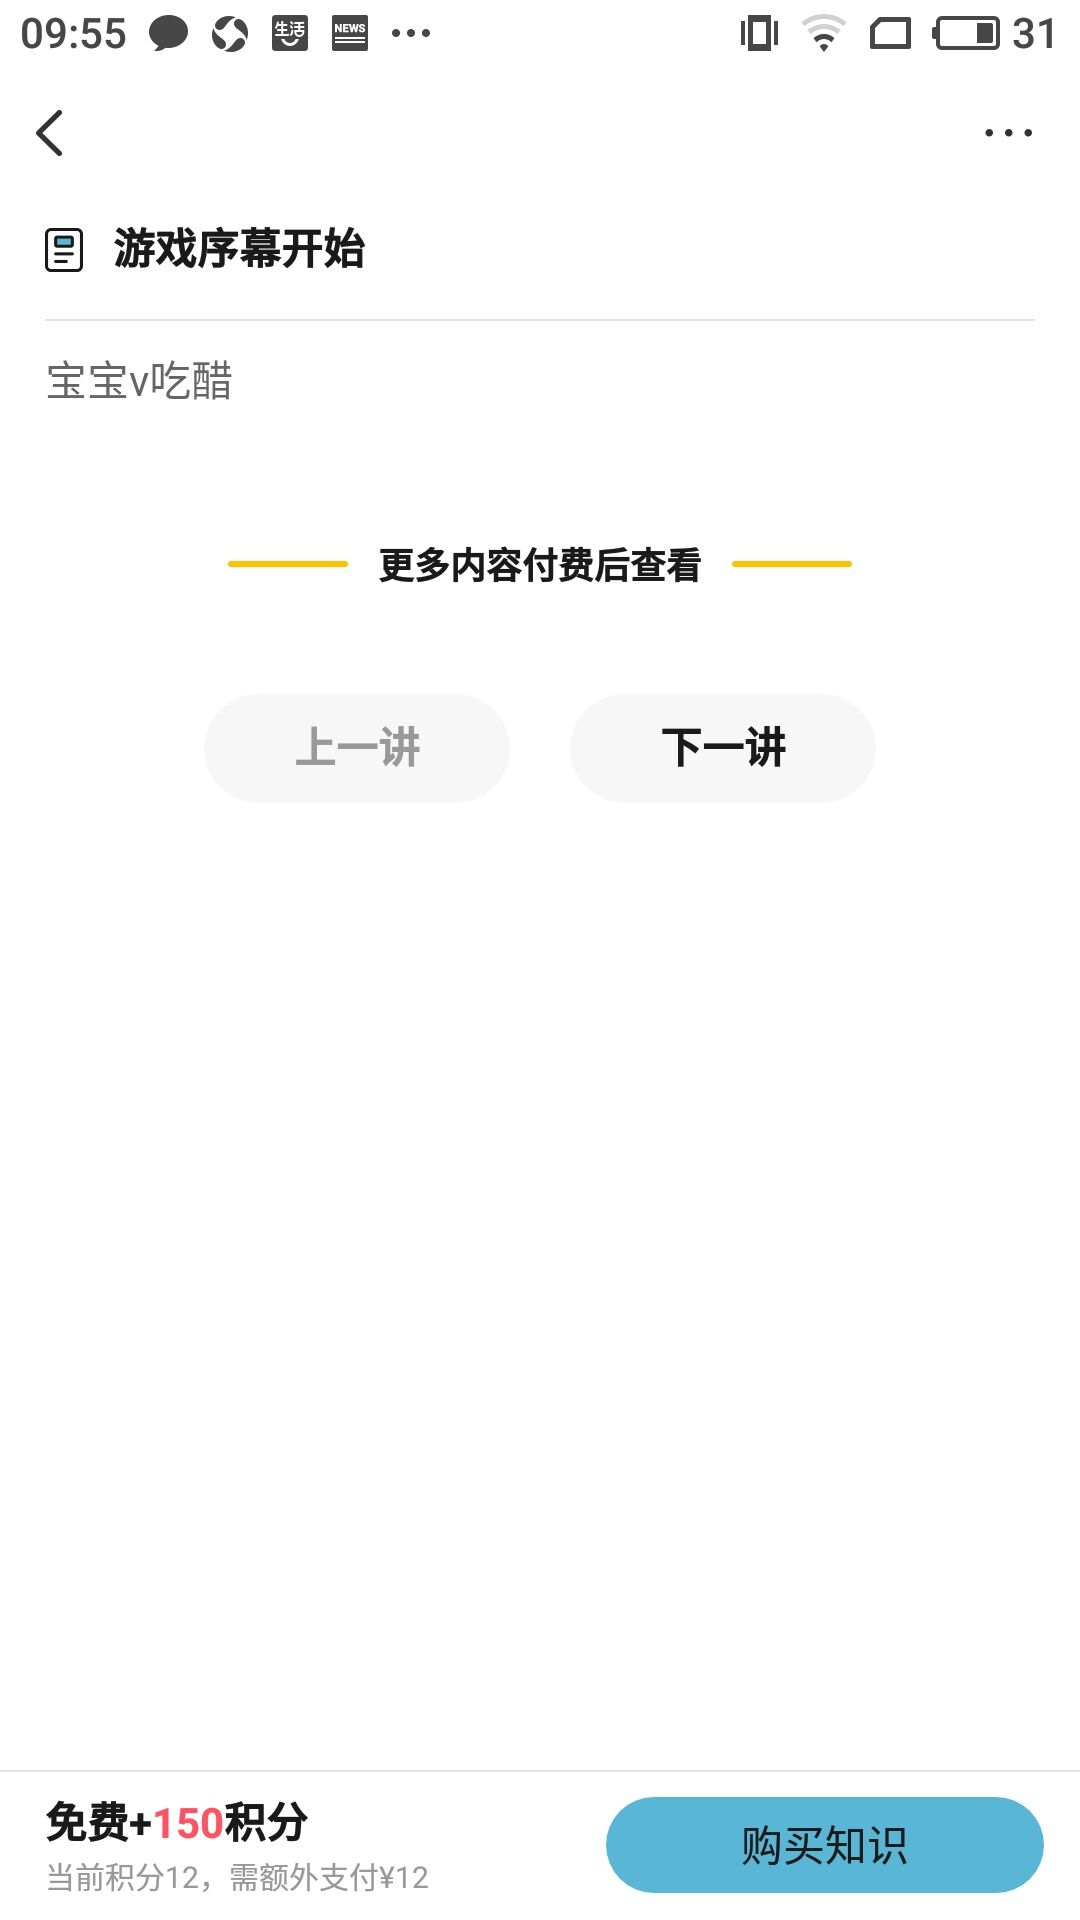 09:55 生活 NEWS 31
游戏序幕开始
宝宝v吃醋
更多内容付费后查看
上一讲 下一讲
免费+150积分
当前积分12，需额外支付¥12
购买知识